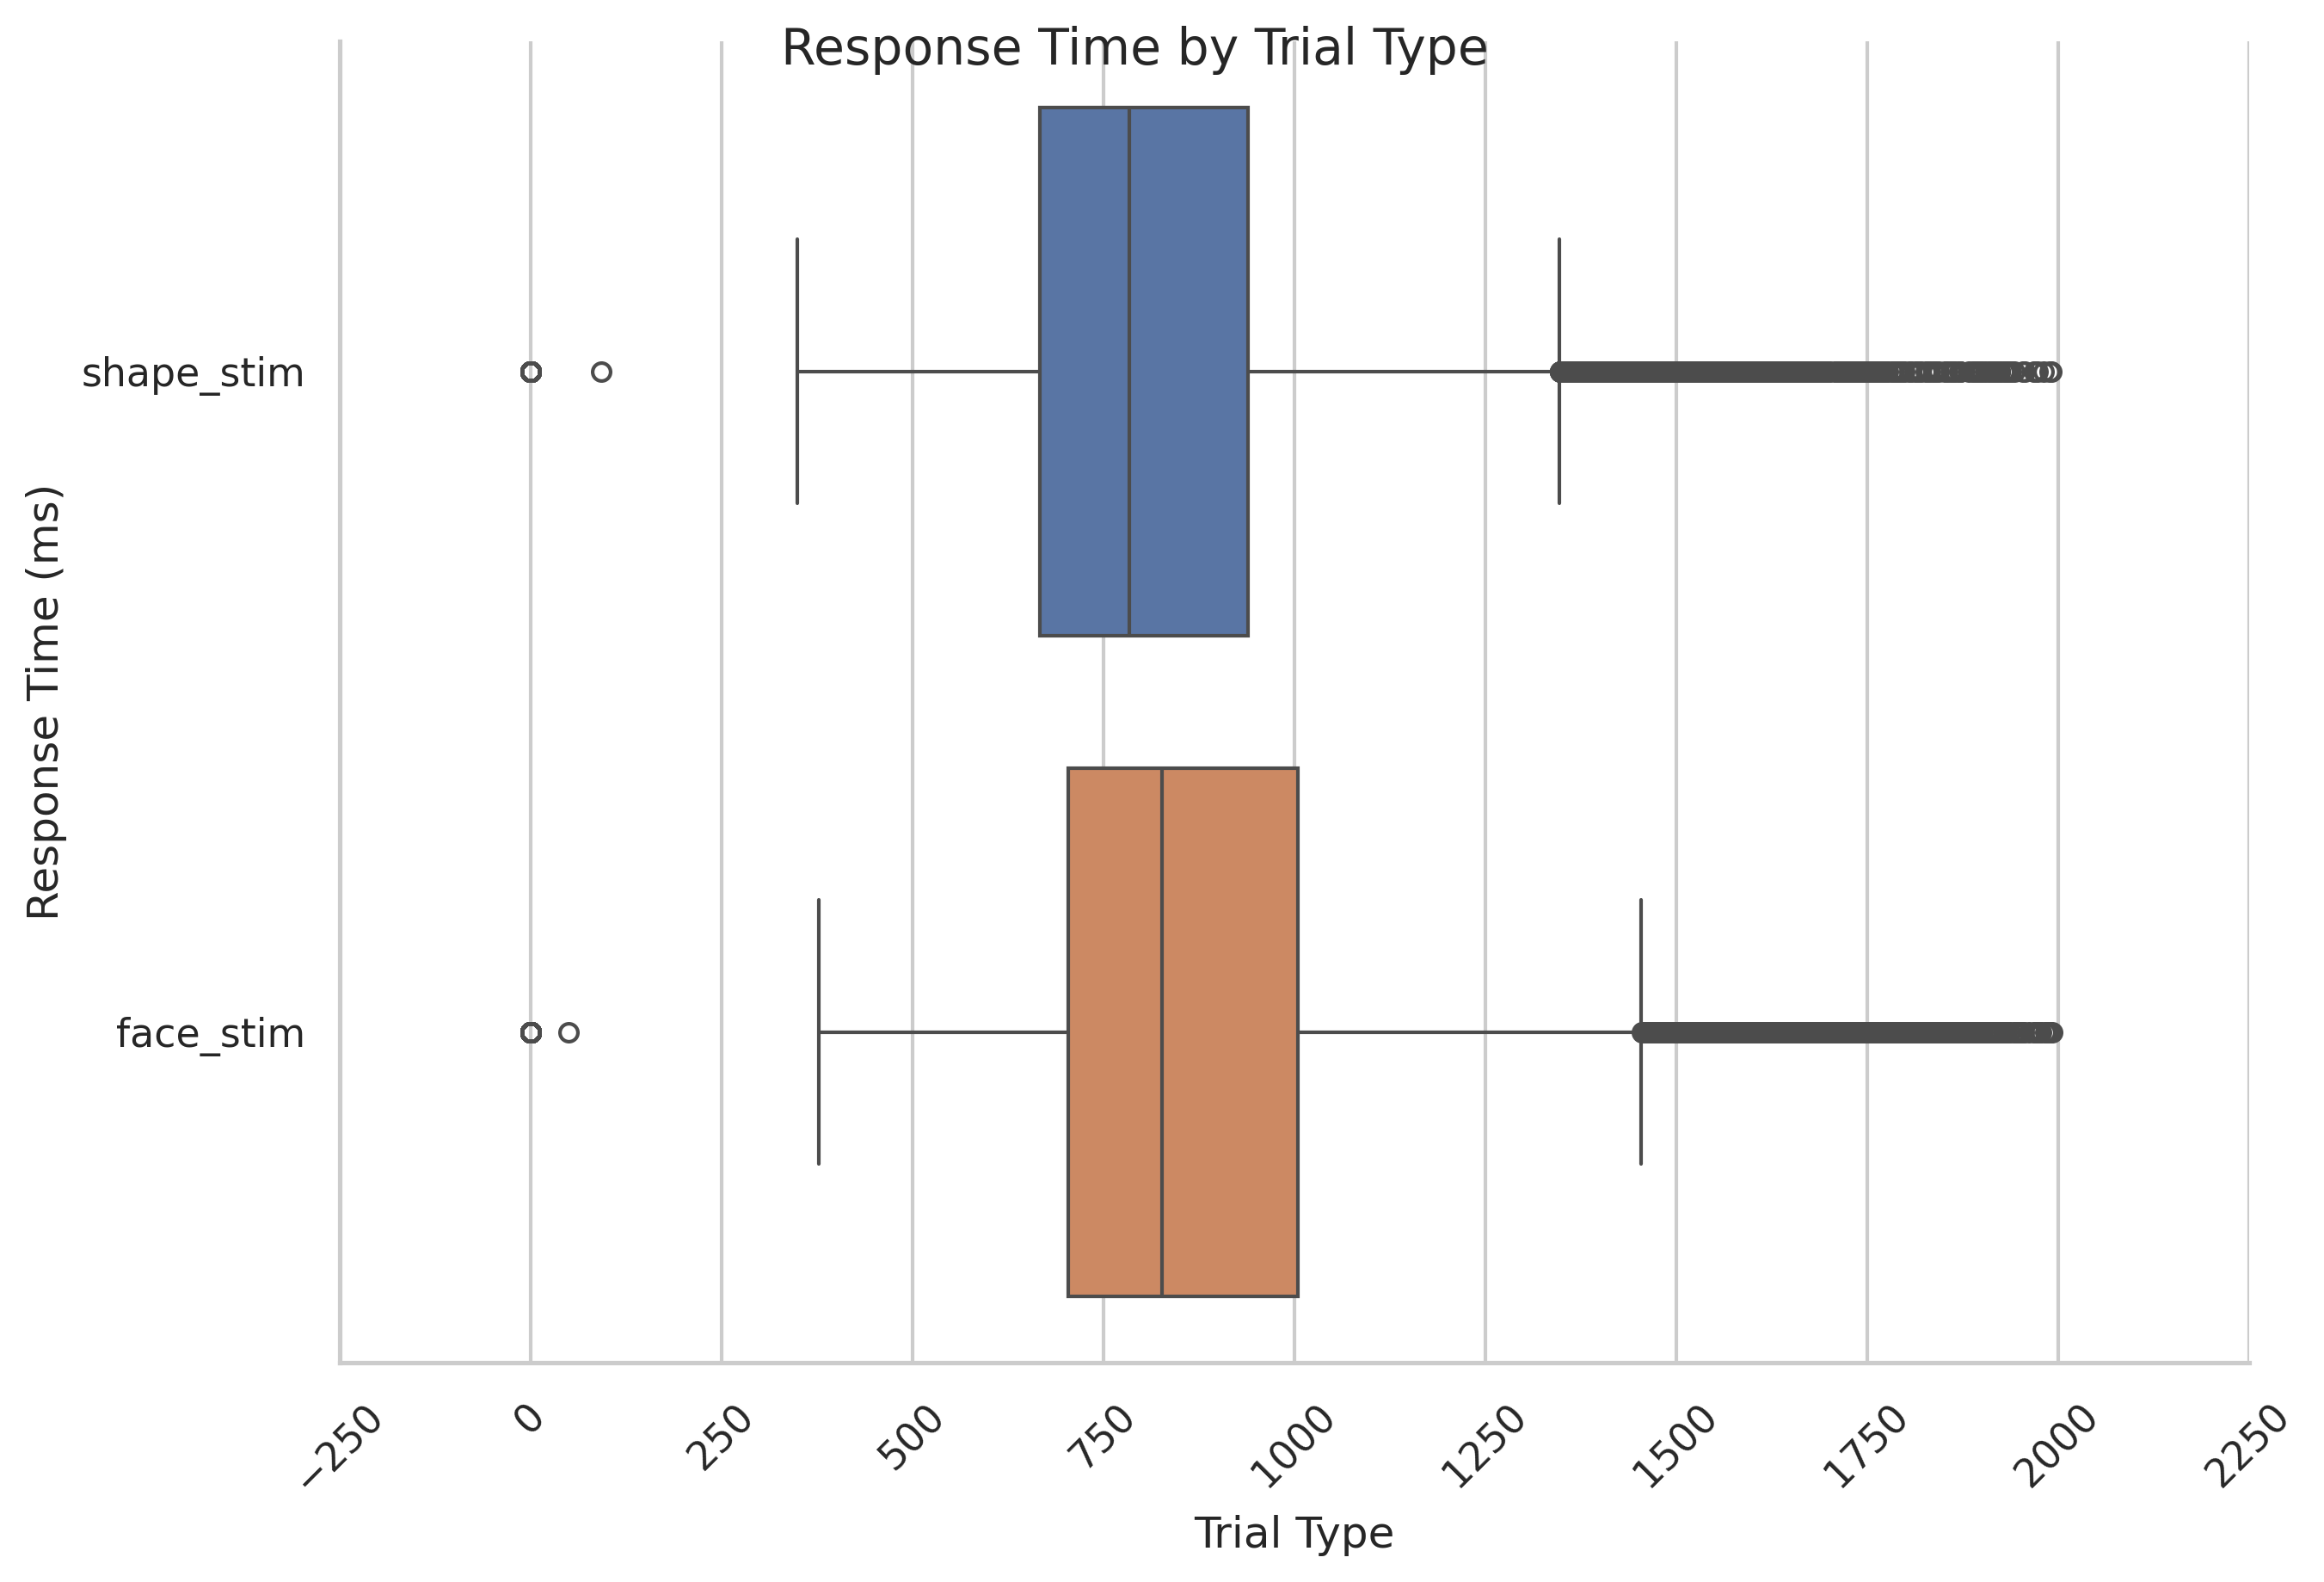 Response Time by Trial Type
Response Time (ms)
shape_stim
face_stim
−250
0
250
500
750
1000
1250
1500
1750
2000
2250
Trial Type